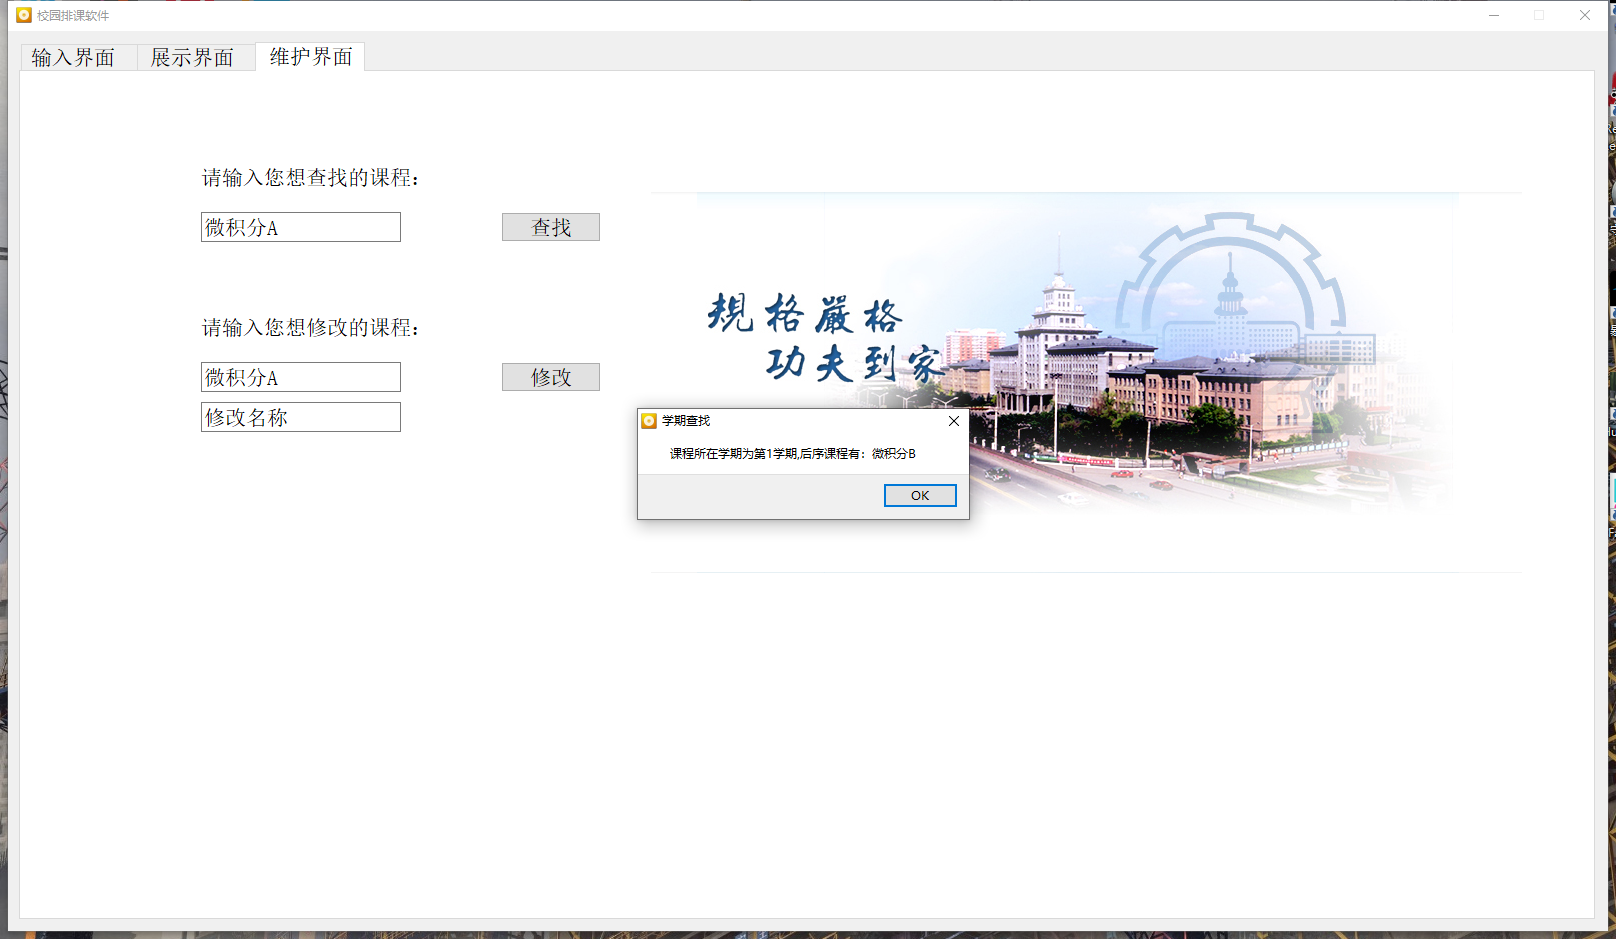 校园排课软件
输入界面
展示界面
维护界面
请输入您想查找的课程：
微积分A
查找
规格嚴格
功夫到家
请输入您想修改的课程：
微积分A
修改
修改名称
学期查找
课程所在学期为第1学期,后序课程有：微积分B
OK